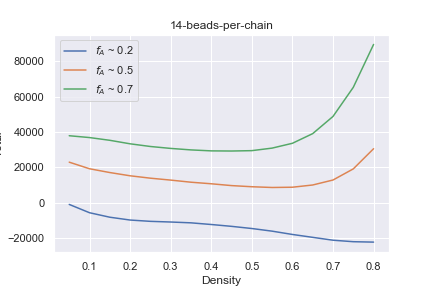 14-beads-per-chain
f_A ~ 0.2
f_A ~ 0.5
f_A ~ 0.7
80000
60000
40000
20000
0
−20000
0.1 0.2 0.3 0.4 0.5 0.6 0.7 0.8
Density